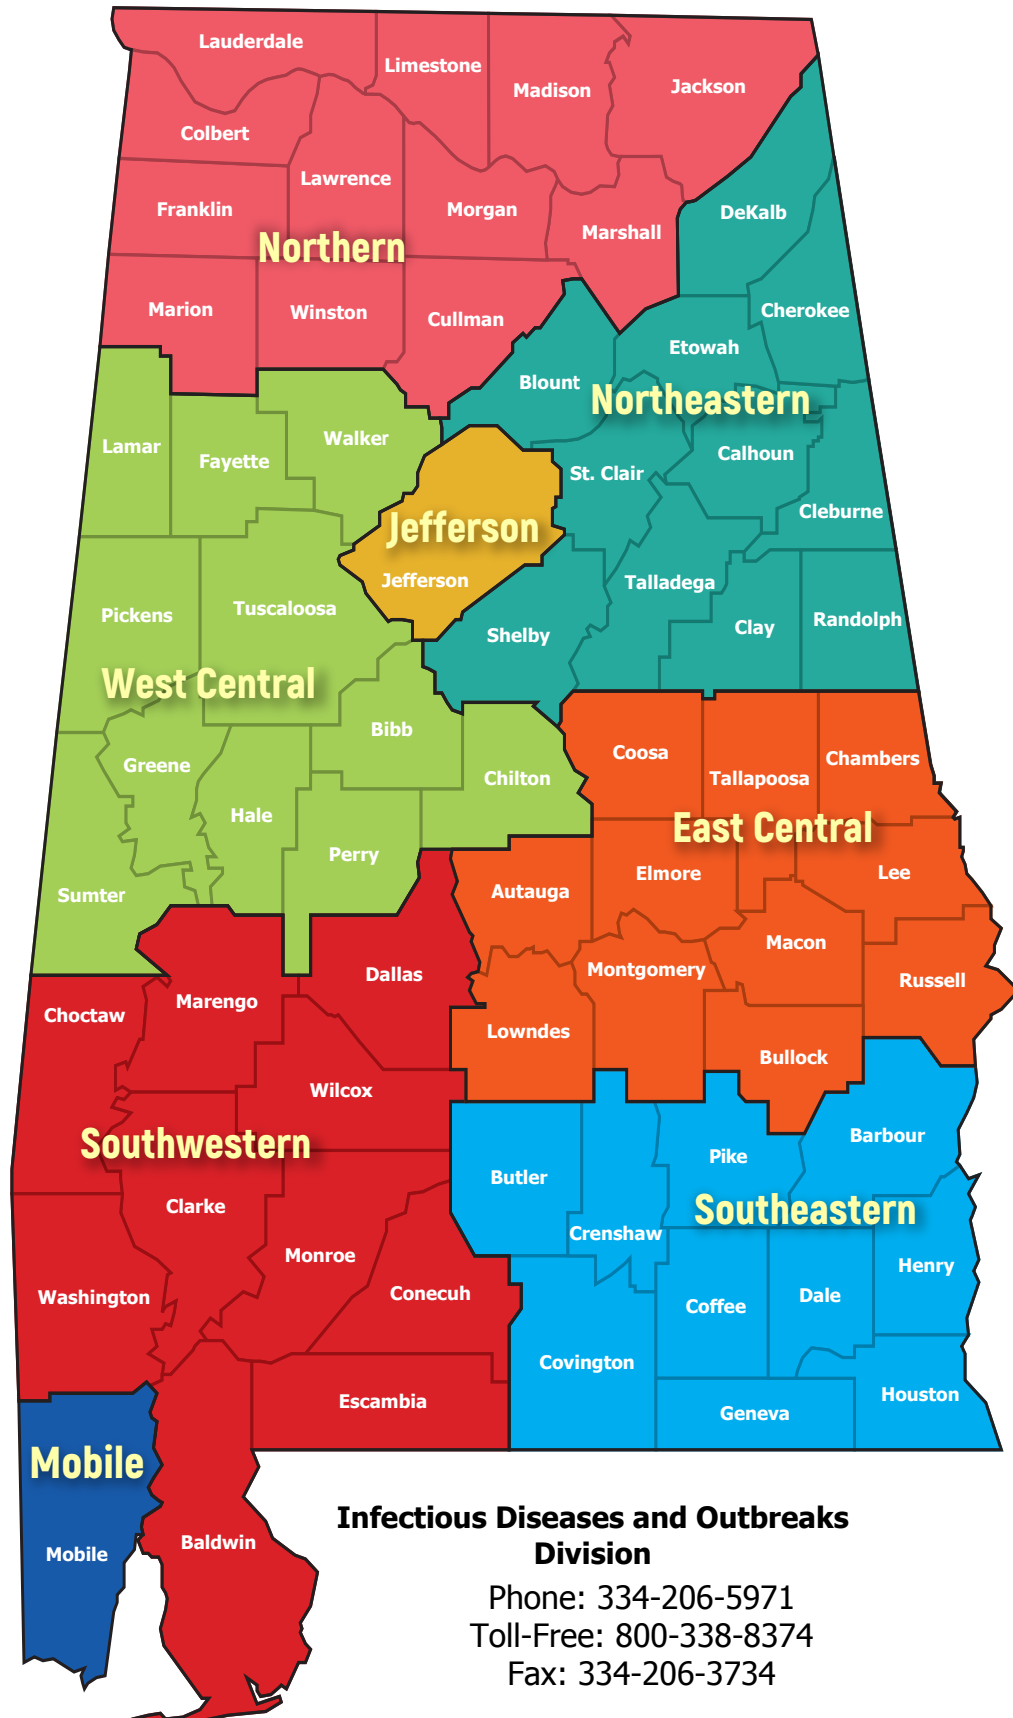 Lauderdale
Limestone
Madison
Jackson
Colbert
Lawrence
Franklin
Morgan
DeKalb
Marshall
Northern
Marion
Winston
Cullman
Cherokee
Etowah
Blount
Northeastern
Lamar
Fayette
Walker
St. Clair
Calhoun
Cleburne
Jefferson
Jefferson
Talladega
Pickens
Tuscaloosa
Shelby
Clay
Randolph
West Central
Bibb
Greene
Chilton
Coosa
Tallapoosa
Chambers
Hale
East Central
Perry
Sumter
Autauga
Elmore
Lee
Macon
Dallas
Montgomery
Russell
Choctaw
Marengo
Lowndes
Bullock
Wilcox
Southwestern
Barbour
Pike
Butler
Clarke
Southeastern
Crenshaw
Monroe
Henry
Washington
Conecuh
Coffee
Dale
Covington
Houston
Escambia
Geneva
Mobile
Mobile
Baldwin
Infectious Diseases and Outbreaks
Division
Phone: 334-206-5971
Toll-Free: 800-338-8374
Fax: 334-206-3734